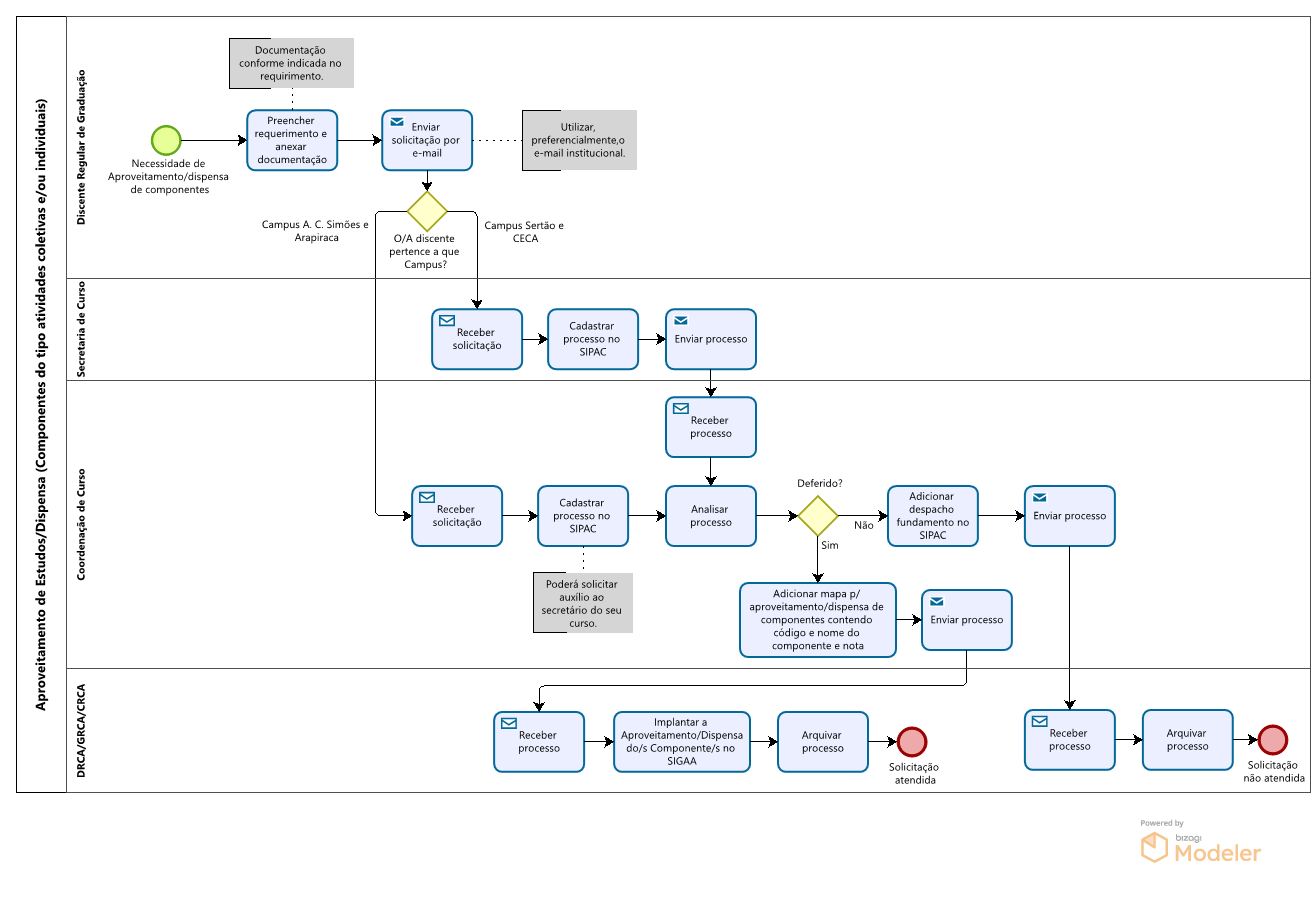 Aproveitamento de Estudos/Dispensa (Componentes do tipo atividades coletivas e/ou individuais)
Discente Regular de Graduação
Documentação
conforme indicada no
requirimento.
Preencher
requerimento e
anexar
documentação
Enviar
solicitação por
e-mail
Utilizar,
preferencialmente,o
e-mail institucional.
Necessidade de
Aproveitamento/dispensa
de componentes
Campus A. C. Simões e
Arapiraca
O/A discente
pertence a que
Campus?
Campus Sertão e
CECA
Secretaria de Curso
Receber
solicitação
Cadastrar
processo no
SIPAC
Enviar processo
Coordenação de Curso
Receber
processo
Receber
solicitação
Cadastrar
processo no
SIPAC
Analisar
processo
Deferido?
Não
Sim
Adicionar
despacho
fundamento no
SIPAC
Enviar processo
Poderá solicitar
auxílio ao
secretário do seu
curso.
Adicionar mapa p/
aproveitamento/dispensa de
componentes contendo
código e nome do
componente e nota
Enviar processo
DRCA/GRCA/CRCA
Receber
processo
Implantar a
Aproveitamento/Dispensa
do/s Componente/s no
SIGAA
Arquivar
processo
Solicitação
atendida
Receber
processo
Arquivar
processo
Solicitação
não atendida
Powered by
bizagi
Modeler